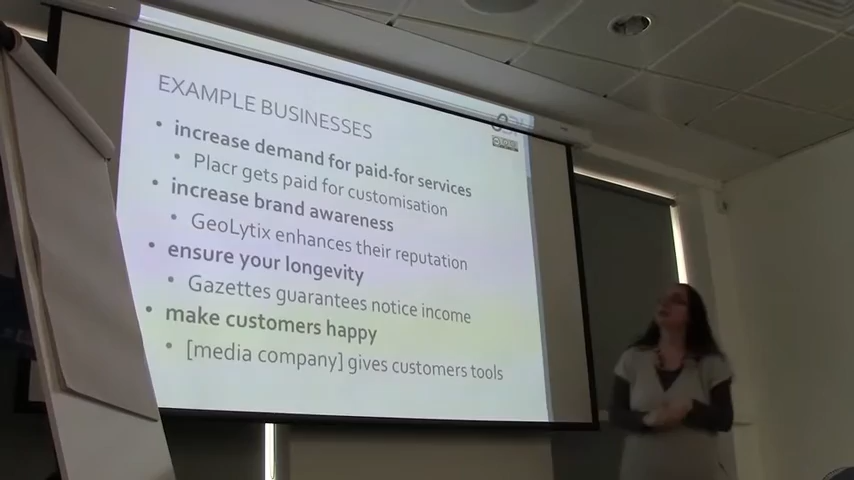 EXAMPLE BUSINESSES
• increase demand for paid-for services
• Placr gets paid for customisation
• increase brand awareness
• GeoLytix enhances their reputation
• ensure your longevity
• Gazettes guarantees notice income
• make customers happy
• [media company] gives customers tools